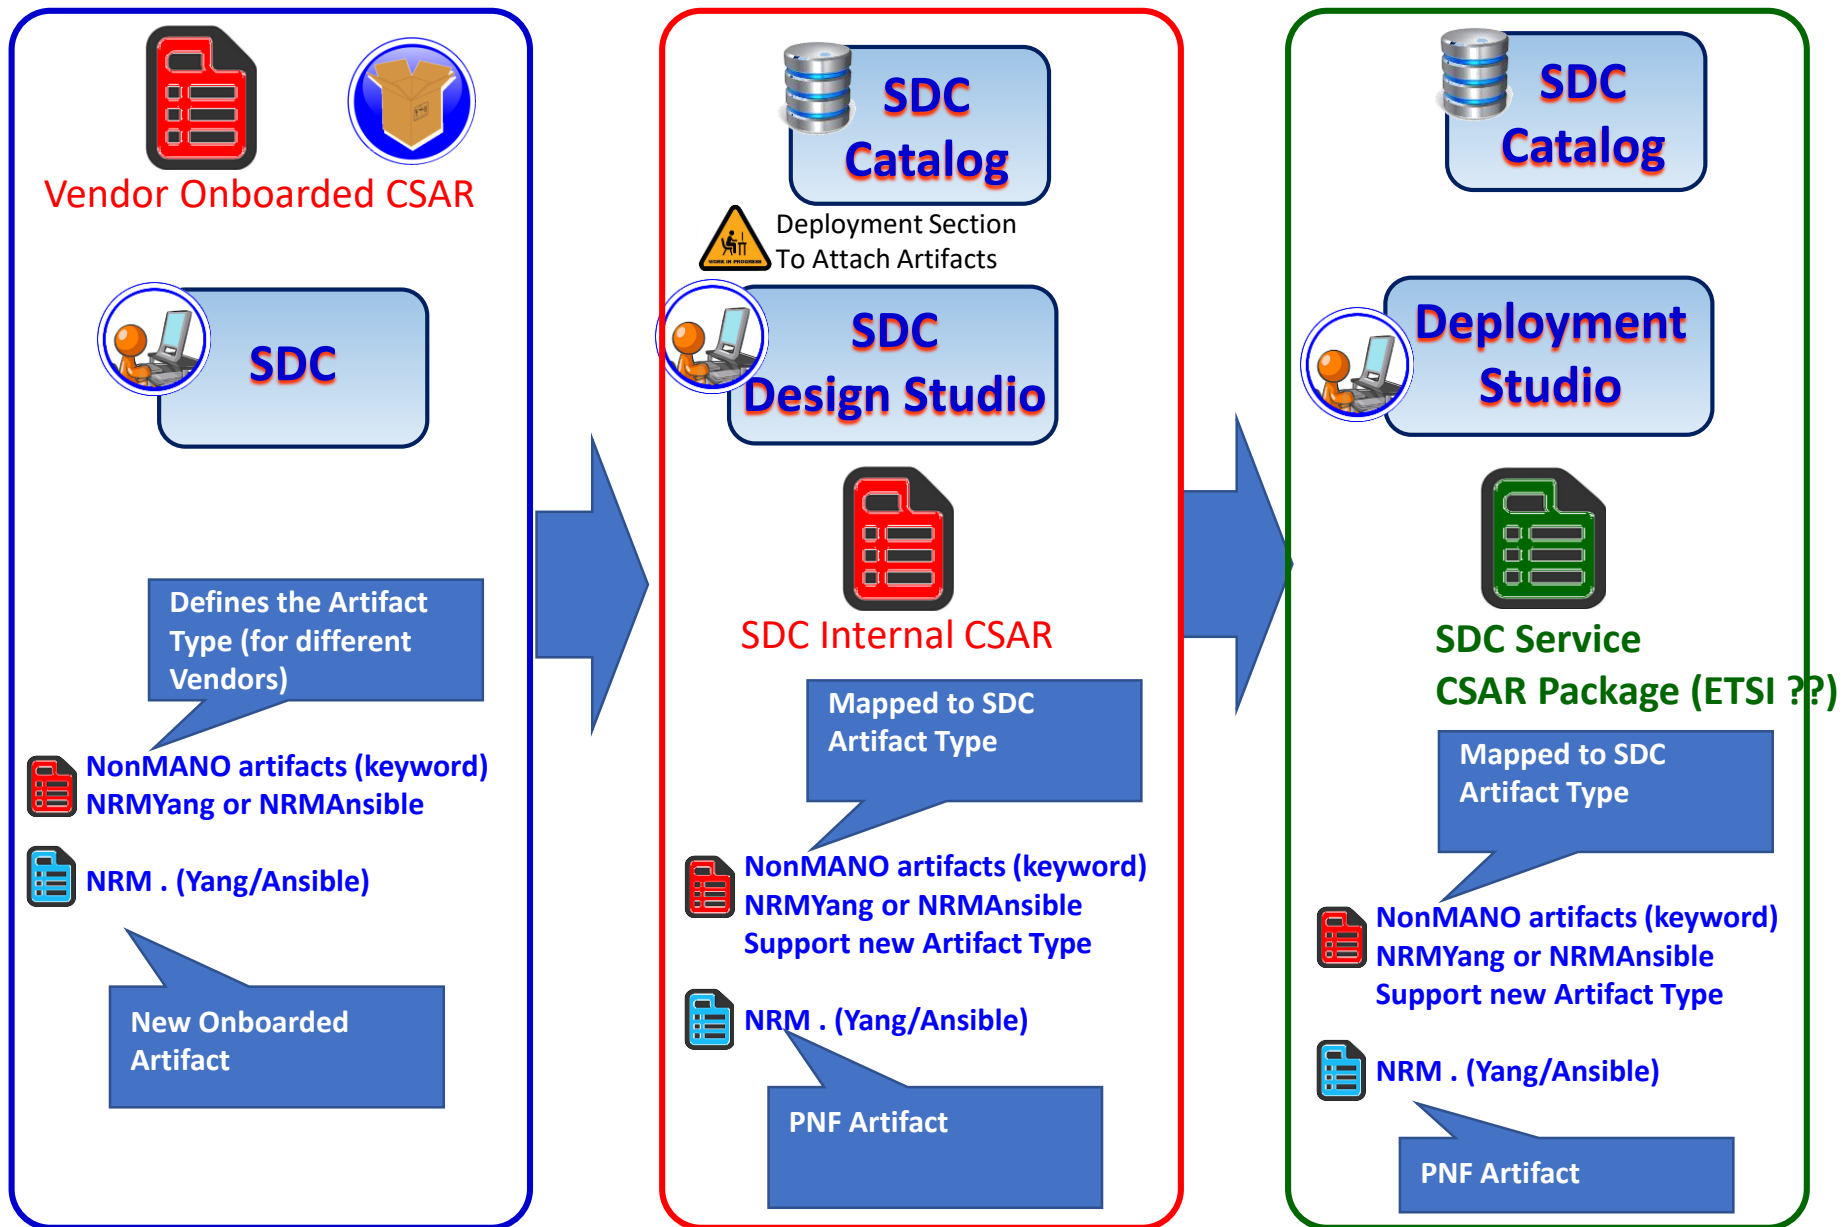 Vendor Onboarded CSAR
SDC
Defines the Artifact
Type (for different
Vendors)
NonMANO artifacts (keyword)
NRMYang or NRMAnsible
NRM . (Yang/Ansible)
New Onboarded
Artifact
SDC
Catalog
Deployment Section
To Attach Artifacts
WORK IN PROGRESS
SDC
Design Studio
SDC Internal CSAR
Mapped to SDC
Artifact Type
NonMANO artifacts (keyword)
NRMYang or NRMAnsible
Support new Artifact Type
NRM . (Yang/Ansible)
PNF Artifact
SDC
Catalog
Deployment
Studio
SDC Service
CSAR Package (ETSI ??)
Mapped to SDC
Artifact Type
NonMANO artifacts (keyword)
NRMYang or NRMAnsible
Support new Artifact Type
NRM . (Yang/Ansible)
PNF Artifact